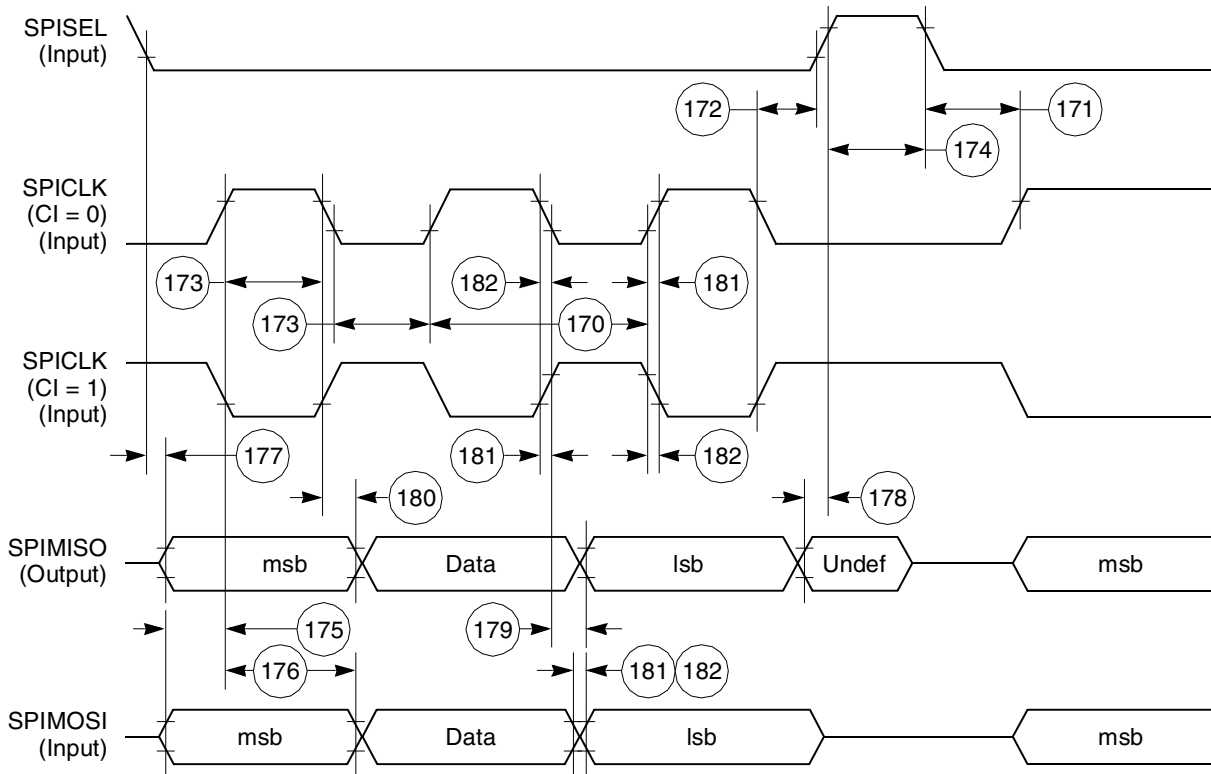 SPISEL
(Input)
172
171
174
SPICLK
(CI = 0)
(Input)
173
182
181
173
170
SPICLK
(CI = 1)
(Input)
177
181
182
180
178
SPIMISO
(Output)
msb
Data
lsb
Undef
msb
175
179
176
181
182
SPIMOSI
(Input)
msb
Data
lsb
msb